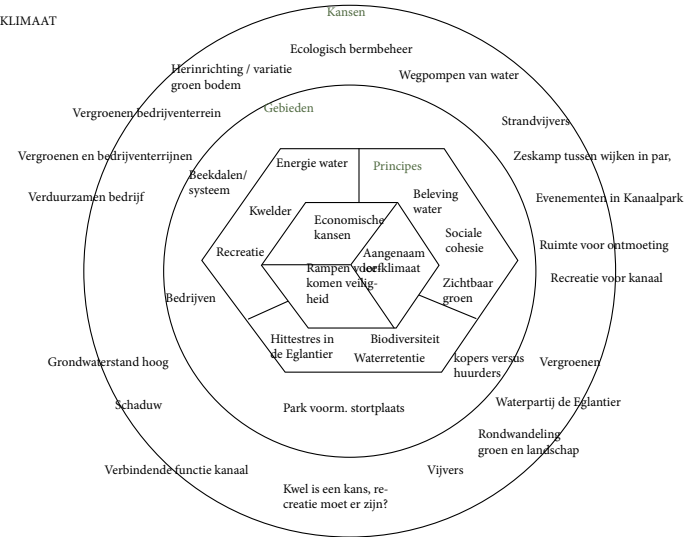 Kansen
KLIMAAT
Ecologisch bermbeheer
Herinrichting / variatie
groen bodem
Wegpompen van water
Gebieden
Vergroenen bedrijventerrein
Strandvijvers
Vergroenen en bedrijventerrijnen
Energie water
Principes
Zeskamp tussen wijken in par,
Beekdalen/
systeem
Verduurzamen bedrijf
Beleving
water
Evenementen in Kanaalpark
Kwelder
Economische
kansen
Sociale
cohesie
Ruimte voor ontmoeting
Recreatie
Aangenaam
leefklimaat
Rampen voor-
komen veilig-
heid
Recreatie voor kanaal
Zichtbaar
groen
Bedrijven
Hittestres in
de Eglantier
Biodiversiteit
Waterretentie
kopers versus
huurders
Grondwaterstand hoog
Vergroenen
Schaduw
Park voorm. stortplaats
Waterpartij de Eglantier
Rondwandeling
groen en landschap
Verbindende functie kanaal
Vijvers
Kwel is een kans, re-
creatie moet er zijn?